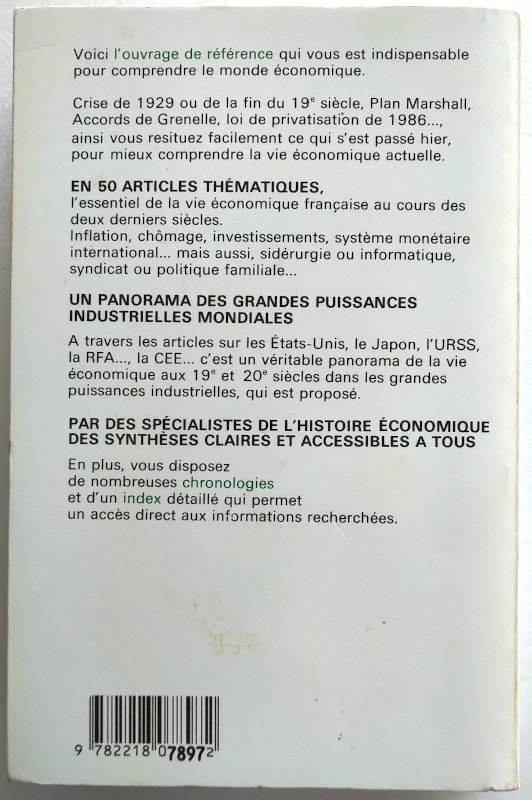 Voici l'ouvrage de référence qui vous est indispensable
pour comprendre le monde économique.
Crise de 1929 ou de la fin du 19e siècle, Plan Marshall,
Accords de Grenelle, loi de privatisation de 1986...,
ainsi vous resituez facilement ce qui s'est passé hier,
pour mieux comprendre la vie économique actuelle.
EN 50 ARTICLES THÉMATIQUES,
l'essentiel de la vie économique française au cours des
deux derniers siècles.
Inflation, chômage, investissements, système monétaire
international... mais aussi, sidérurgie ou informatique,
syndicat ou politique familiale...
UN PANORAMA DES GRANDES PUISSANCES
INDUSTRIELLES MONDIALES
A travers les articles sur les États-Unis, le Japon, l'URSS,
la RFA..., la CEE... c'est un véritable panorama de la vie
économique aux 19e et 20e siècles dans les grandes
puissances industrielles, qui est proposé.
PAR DES SPÉCIALISTES DE L'HISTOIRE ÉCONOMIQUE
DES SYNTHÈSES CLAIRES ET ACCESSIBLES A TOUS
En plus, vous disposez
de nombreuses chronologies
et d'un index détaillé qui permet
un accès direct aux informations recherchées.
9 782218 078972